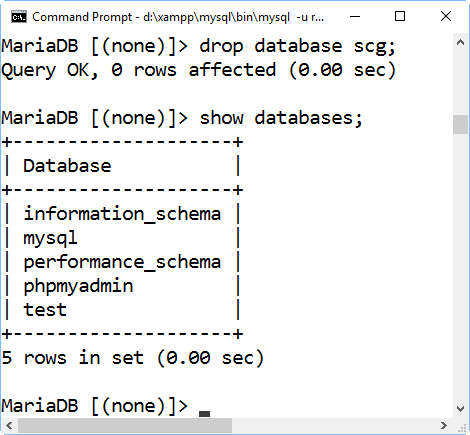 Command Prompt - d:\xampp\mysql\bin\mysql -u r...
MariaDB [(none)]> drop database scg;
Query OK, 0 rows affected (0.00 sec)
MariaDB [(none)]> show databases;
+--------------------+
| Database           |
+--------------------+
| information_schema |
| mysql              |
| performance_schema |
| phpmyadmin         |
| test               |
+--------------------+
5 rows in set (0.00 sec)
MariaDB [(none)]>